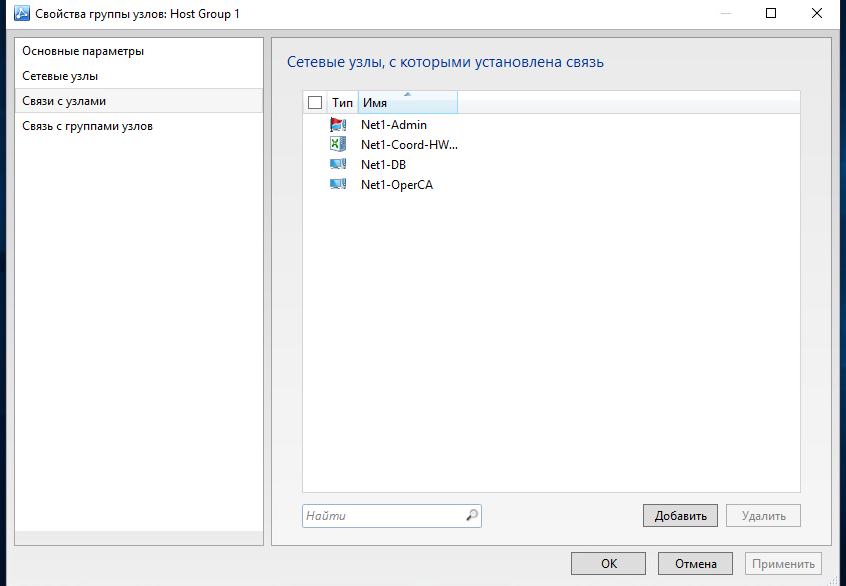 Свойства группы узлов: Host Group 1
Основные параметры
Сетевые узлы
Связи с узлами
Связь с группами узлов
Сетевые узлы, с которыми установлена связь
Тип Имя
Net1-Admin
Net1-Coord-HW...
Net1-DB
Net1-OperCA
Найти
Добавить Удалить
ОК Отмена Применить